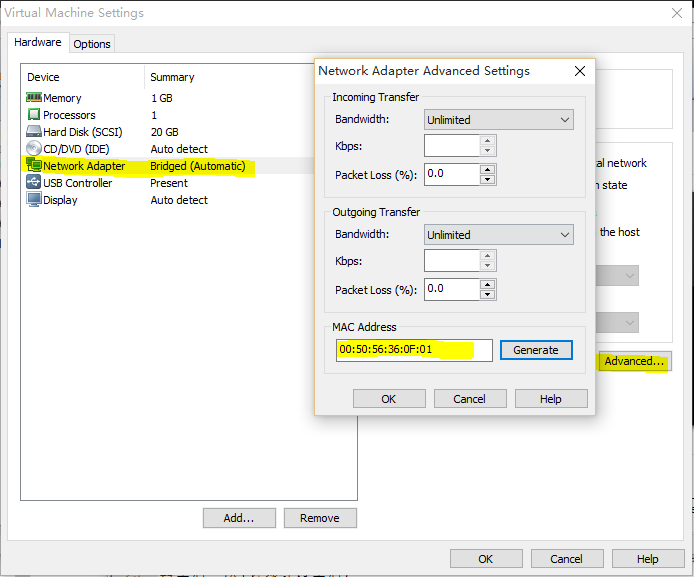 Virtual Machine Settings
Hardware
Options
Device Summary
Memory 1 GB
Processors 1
Hard Disk (SCSI) 20 GB
CD/DVD (IDE) Auto detect
Network Adapter Bridged (Automatic)
USB Controller Present
Display Auto detect
Add...
Remove
Network Adapter Advanced Settings
Incoming Transfer
Bandwidth: Unlimited
Kbps:
Packet Loss (%): 0.0
Outgoing Transfer
Bandwidth: Unlimited
Kbps:
Packet Loss (%): 0.0
MAC Address
00:50:56:36:0F:01
Generate
OK
Cancel
Help
network
state
the host
Advanced...
OK
Cancel
Help